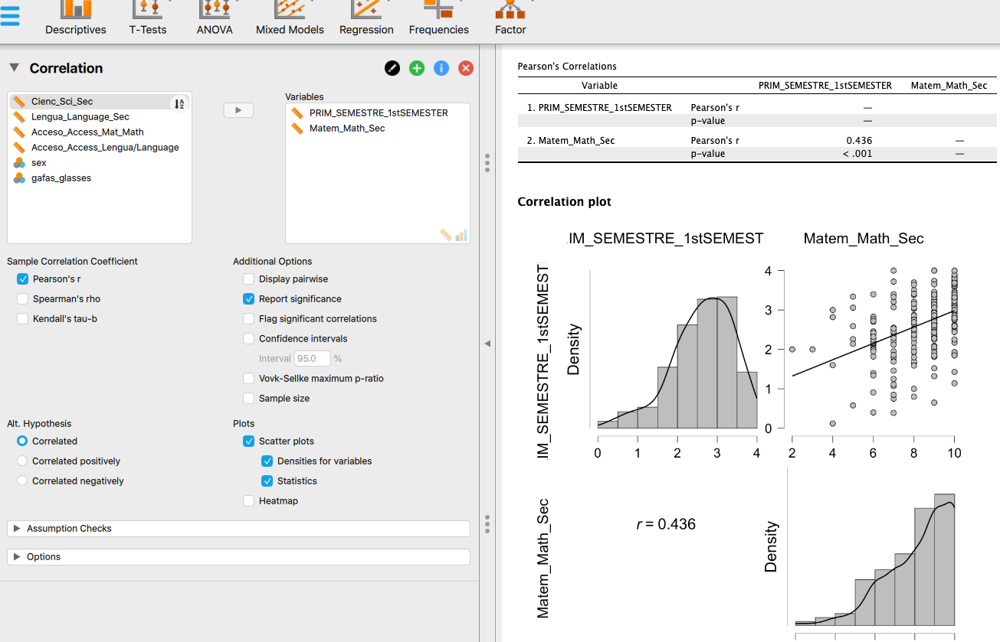 Descriptives T-Tests ANOVA Mixed Models Regression Frequencies Factor
Correlation
Cienc_Sci_Sec
Lengua_Language_Sec
Acceso_Access_Mat_Math
Acceso_Access_Lengua/Language
sex
gafas_glasses
Variables
PRIM_SEMESTRE_1stSEMESTER
Matem_Math_Sec
Sample Correlation Coefficient
Pearson's r
Spearman's rho
Kendall's tau-b
Additional Options
Display pairwise
Report significance
Flag significant correlations
Confidence intervals
Interval 95.0 %
Vovk-Sellke maximum p-ratio
Sample size
Alt. Hypothesis
Correlated
Correlated positively
Correlated negatively
Plots
Scatter plots
Densities for variables
Statistics
Heatmap
Assumption Checks
Options
Pearson's Correlations
Variable PRIM_SEMESTRE_1stSEMESTER Matem_Math_Sec
1. PRIM_SEMESTRE_1stSEMESTER Pearson's r —
p-value —
2. Matem_Math_Sec Pearson's r 0.436 —
p-value < .001 —
Correlation plot
IM_SEMESTRE_1stSEMEST Matem_Math_Sec
IM_SEMESTRE_1stSEMEST
Density
0 1 2 3 4
4
3
2
1
0
2 4 6 8 10
Matem_Math_Sec
r = 0.436
Density